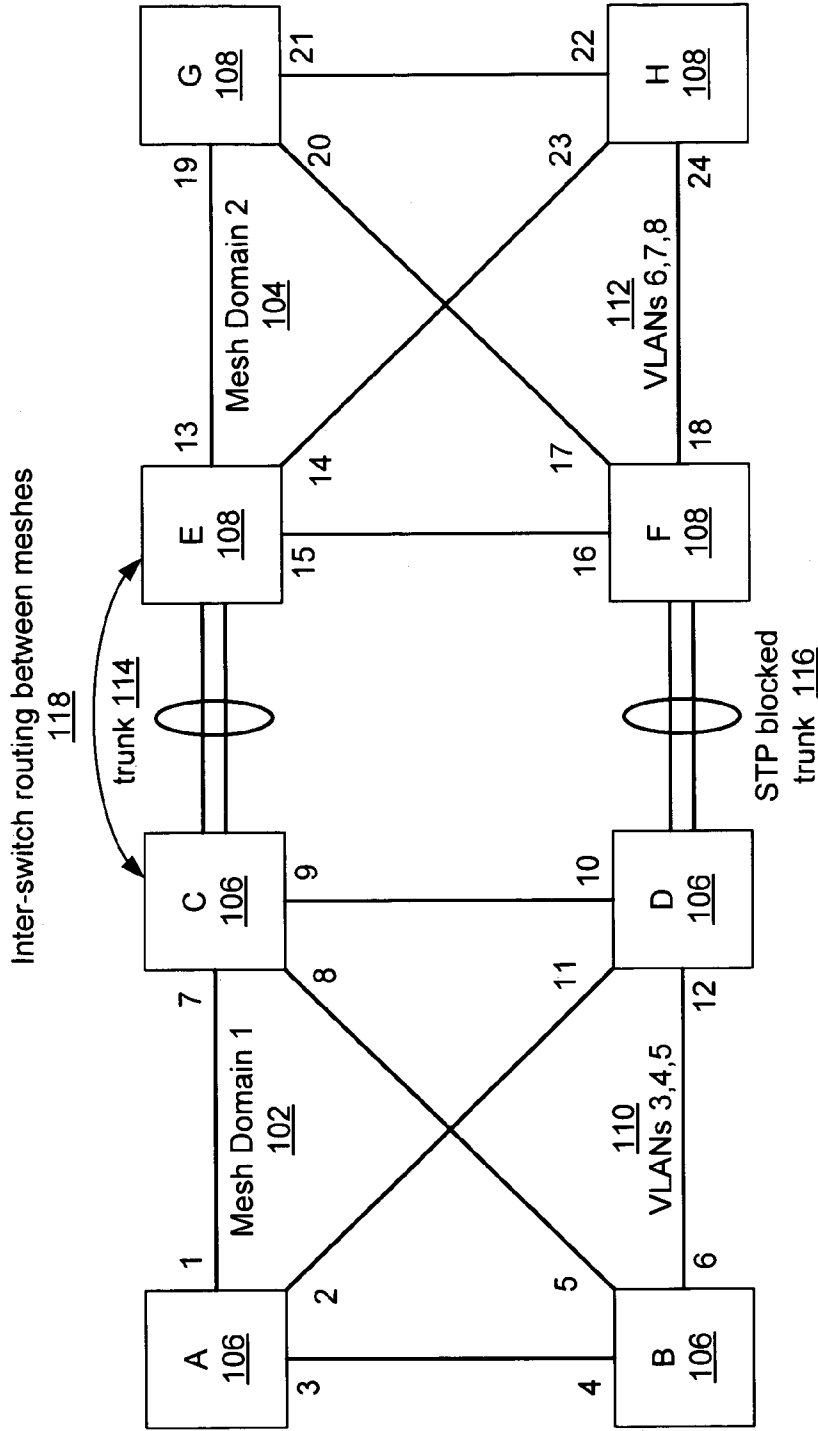 Inter-switch routing between meshes
118
trunk 114
A
106
1
2
3
Mesh Domain 1
102
7
C
106
8
9
E
108
13
14
15
Mesh Domain 2
104
19
G
108
20
21
4
5
B
106
6
110
VLANs 3,4,5
10
11
D
106
12
STP blocked
trunk 116
16
17
F
108
18
112
VLANs 6,7,8
22
23
H
108
24